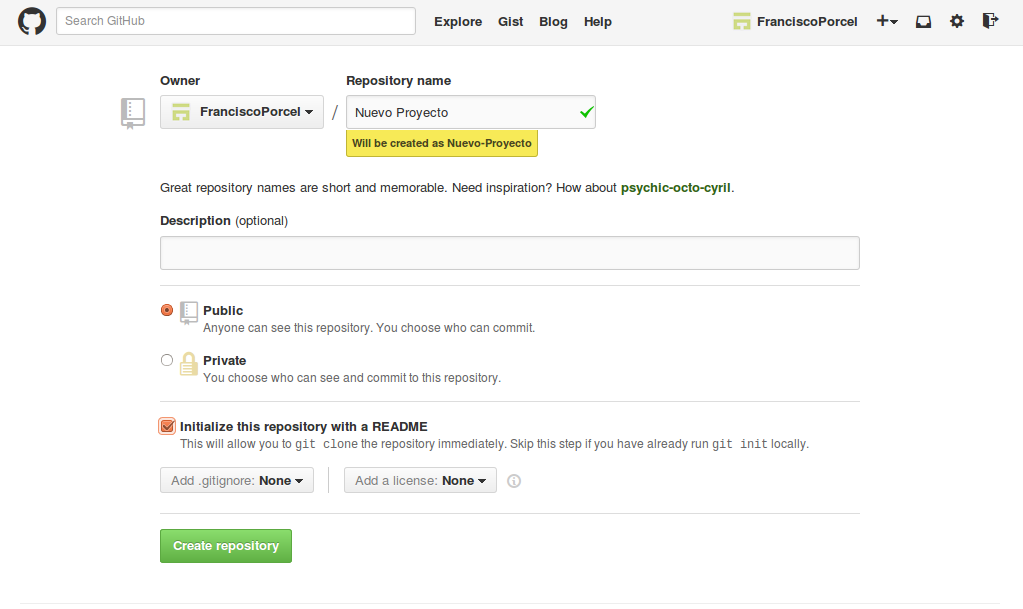 Search GitHub Explore Gist Blog Help FranciscoPorcel
Owner Repository name
FranciscoPorcel / Nuevo Proyecto
Will be created as Nuevo-Proyecto
Great repository names are short and memorable. Need inspiration? How about psychic-octo-cyril.
Description (optional)
Public
Anyone can see this repository. You choose who can commit.
Private
You choose who can see and commit to this repository.
Initialize this repository with a README
This will allow you to git clone the repository immediately. Skip this step if you have already run git init locally.
Add .gitignore: None Add a license: None
Create repository